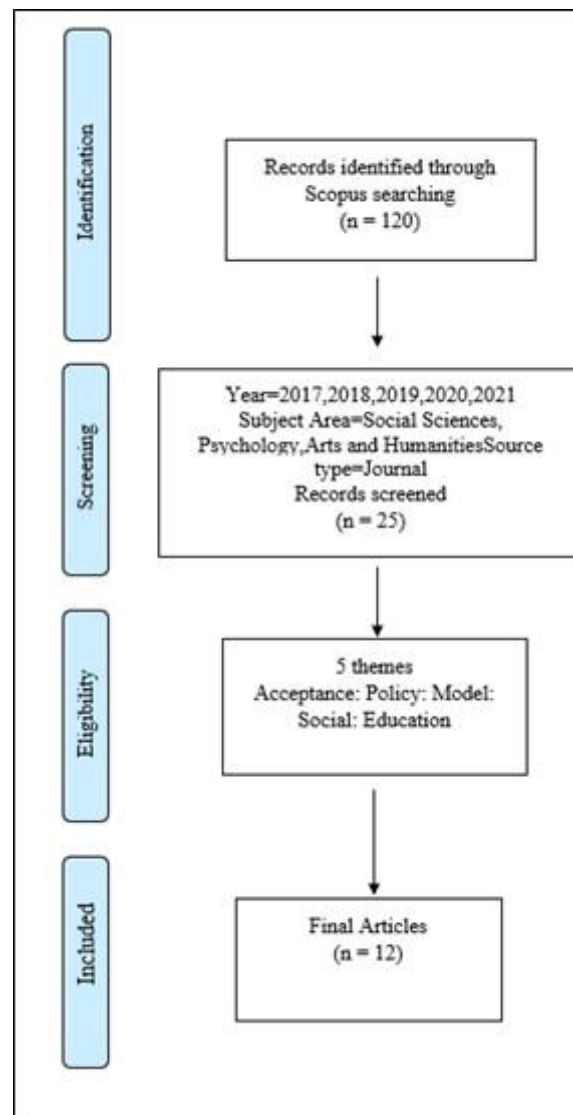 Identification
Records identified through
Scopus searching
(n = 120)
Screening
Year=2017,2018,2019,2020,2021
Subject Area=Social Sciences,
Psychology,Arts and HumanitiesSource
type=Journal
Records screened
(n = 25)
Eligibility
5 themes
Acceptance: Policy: Model:
Social: Education
Included
Final Articles
(n = 12)